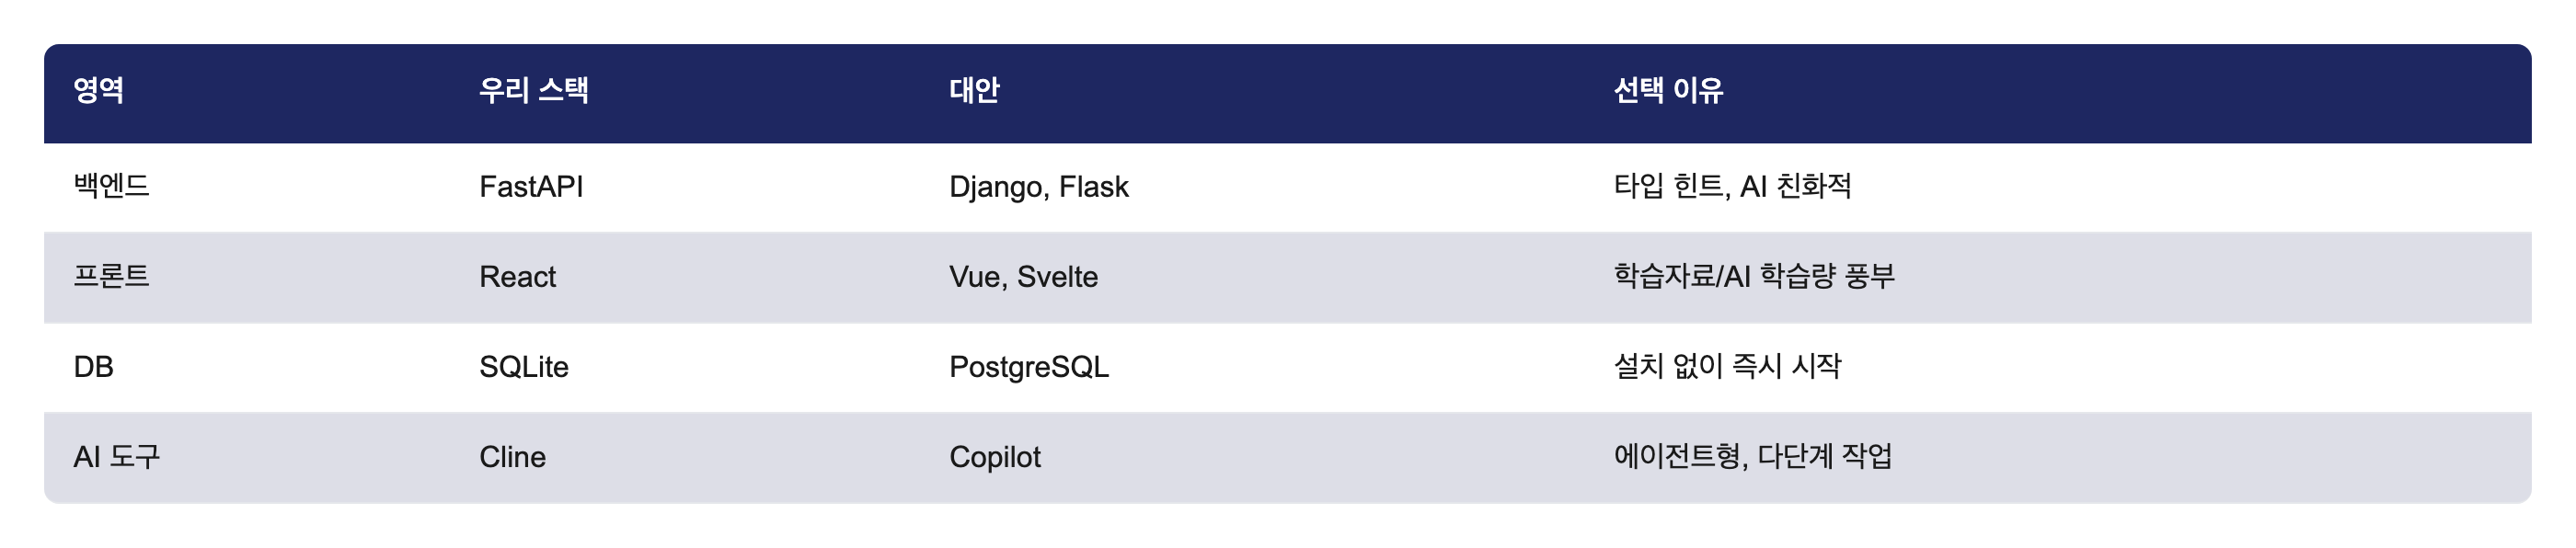 영역 우리 스택 대안 선택 이유
백엔드 FastAPI Django, Flask 타입 힌트, AI 친화적
프론트 React Vue, Svelte 학습자료/AI 학습량 풍부
DB SQLite PostgreSQL 설치 없이 즉시 시작
AI 도구 Cline Copilot 에이전트형, 다단계 작업